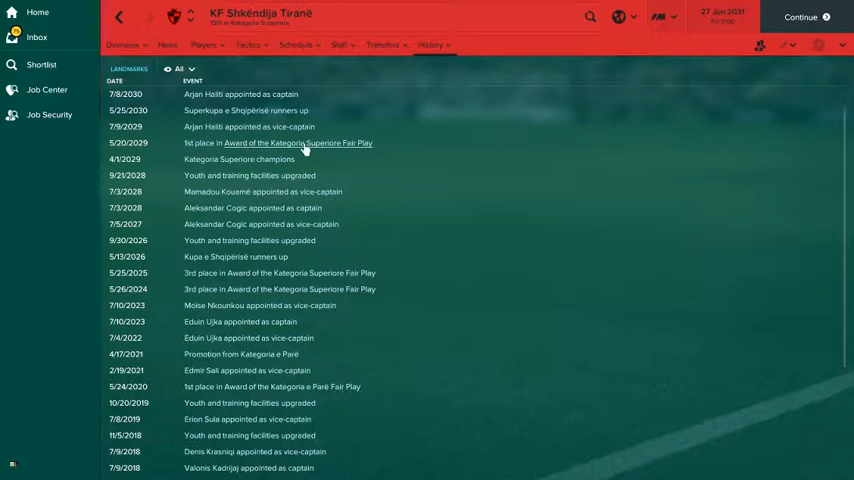 Home
KF Shkëndija Tiranë
15th in Kategoria Superiore
27 Jun 2021
Continue
Inbox
Overview
News
Players
Tactics
Schedule
Staff
Transfers
History
Shortlist
Job Center
Job Security
LANDMARKS
All
DATE EVENT
7/8/2030 Arjan Haliti appointed as captain
5/25/2030 Superkupa e Shqipërisë runners up
7/9/2029 Arjan Haliti appointed as vice-captain
5/20/2029 1st place in Award of the Kategoria Superiore Fair Play
4/1/2029 Kategoria Superiore champions
9/21/2028 Youth and training facilities upgraded
7/3/2028 Mamadou Kouamé appointed as vice-captain
7/3/2028 Aleksandar Cogic appointed as captain
7/5/2027 Aleksandar Cogic appointed as vice-captain
9/30/2026 Youth and training facilities upgraded
5/13/2026 Kupa e Shqipërisë runners up
5/25/2025 3rd place in Award of the Kategoria Superiore Fair Play
5/26/2024 3rd place in Award of the Kategoria Superiore Fair Play
7/10/2023 Moïse Nkounkou appointed as vice-captain
7/10/2023 Eduin Ujka appointed as captain
7/4/2022 Eduin Ujka appointed as vice-captain
4/17/2021 Promotion from Kategoria e Parë
2/19/2021 Edmir Sali appointed as vice-captain
5/24/2020 1st place in Award of the Kategoria e Parë Fair Play
10/20/2019 Youth and training facilities upgraded
7/8/2019 Erion Sula appointed as vice-captain
11/5/2018 Youth and training facilities upgraded
7/9/2018 Denis Krasniqi appointed as vice-captain
7/9/2018 Valonis Kadrijaj appointed as captain